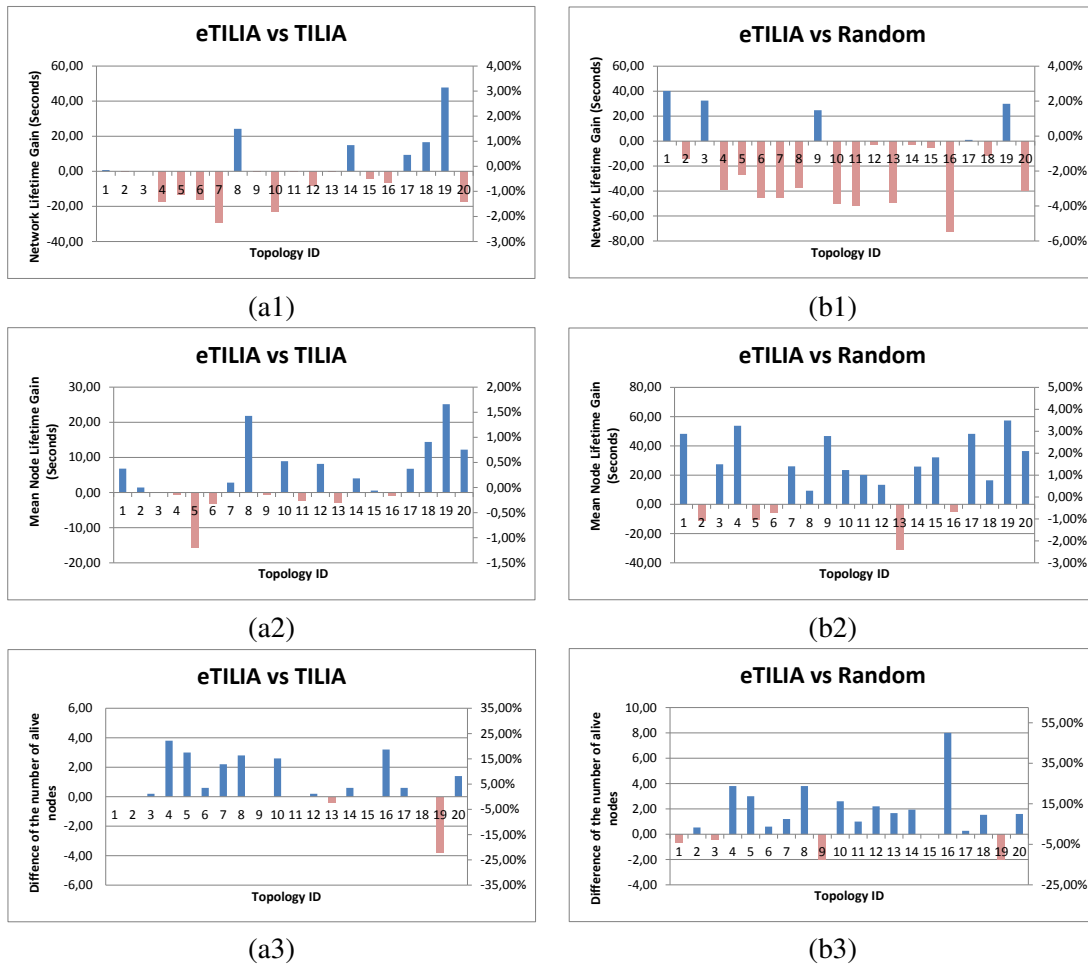 eTILIA vs TILIA
Network Lifetime Gain (Seconds)
60,00
40,00
20,00
0,00
-20,00
-40,00
4,00%
3,00%
2,00%
1,00%
0,00%
-1,00%
-2,00%
-3,00%
1 2 3 4 5 6 7 8 9 10 11 12 13 14 15 16 17 18 19 20
Topology ID
(a1)
eTILIA vs Random
Network Lifetime Gain (Seconds)
60,00
40,00
20,00
0,00
-20,00
-40,00
-60,00
-80,00
4,00%
2,00%
0,00%
-2,00%
-4,00%
-6,00%
1 2 3 4 5 6 7 8 9 10 11 12 13 14 15 16 17 18 19 20
Topology ID
(b1)
eTILIA vs TILIA
Mean Node Lifetime Gain
(Seconds)
30,00
20,00
10,00
0,00
-10,00
-20,00
2,00%
1,50%
1,00%
0,50%
0,00%
-0,50%
-1,00%
-1,50%
1 2 3 4 5 6 7 8 9 10 11 12 13 14 15 16 17 18 19 20
Topology ID
(a2)
eTILIA vs Random
Mean Node Lifetime Gain
(Seconds)
80,00
60,00
40,00
20,00
0,00
-20,00
-40,00
5,00%
4,00%
3,00%
2,00%
1,00%
0,00%
-1,00%
-2,00%
-3,00%
1 2 3 4 5 6 7 8 9 10 11 12 13 14 15 16 17 18 19 20
Topology ID
(b2)
eTILIA vs TILIA
Difference of the number of alive
nodes
6,00
4,00
2,00
0,00
-2,00
-4,00
-6,00
35,00%
25,00%
15,00%
5,00%
-5,00%
-15,00%
-25,00%
-35,00%
1 2 3 4 5 6 7 8 9 10 11 12 13 14 15 16 17 18 19 20
Topology ID
(a3)
eTILIA vs Random
Difference of the number of alive
nodes
10,00
8,00
6,00
4,00
2,00
0,00
-2,00
-4,00
55,00%
35,00%
15,00%
-5,00%
-25,00%
1 2 3 4 5 6 7 8 9 10 11 12 13 14 15 16 17 18 19 20
Topology ID
(b3)